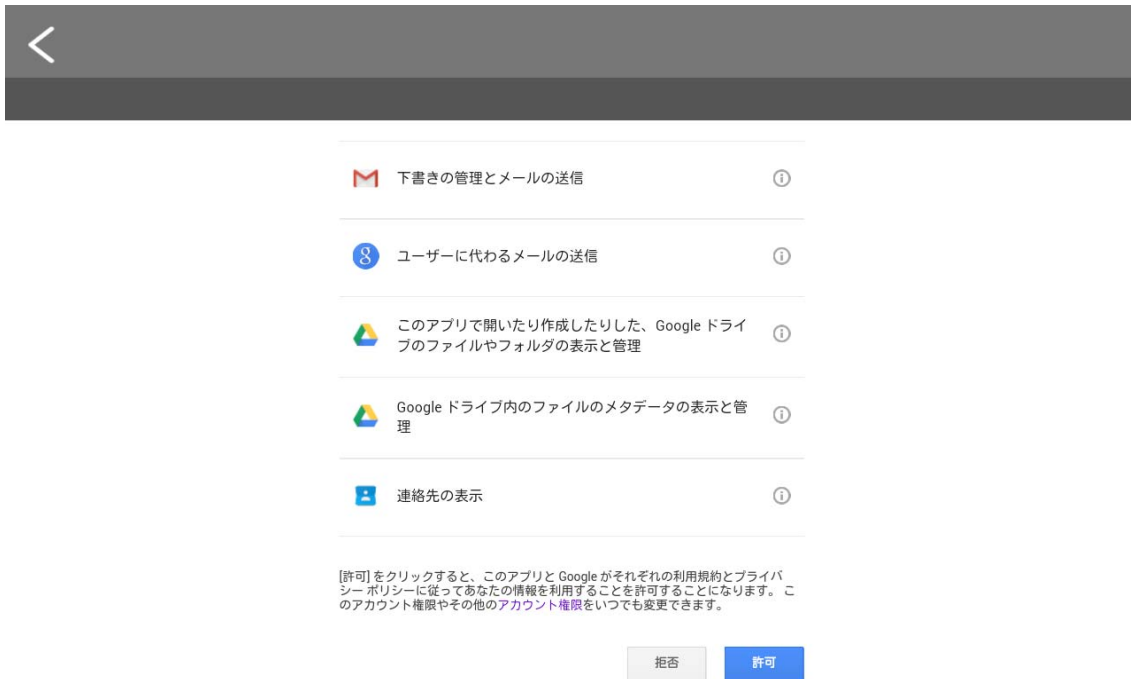 下書きの管理とメールの送信
ユーザーに代わるメールの送信
このアプリで開いたり作成したりした、Google ドライ
ブのファイルやフォルダの表示と管理
Google ドライブ内のファイルのメタデータの表示と管
理
連絡先の表示
[許可] をクリックすると、このアプリと Google がそれぞれの利用規約とプライバ
シー ポリシーに従ってあなたの情報を利用することを許可することになります。 こ
のアカウント権限やその他のアカウント権限をいつでも変更できます。
拒否
許可